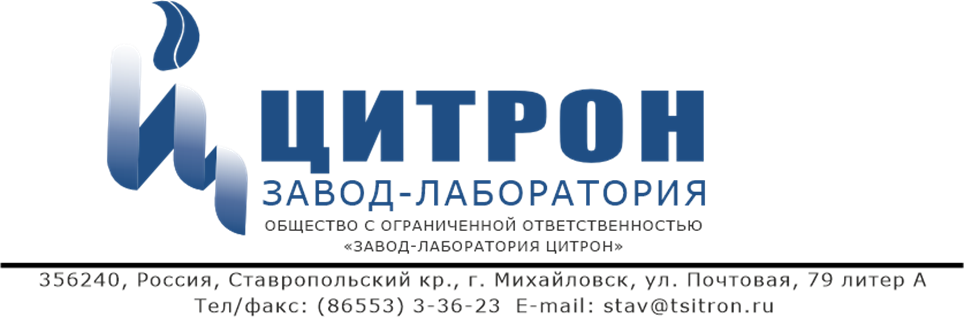 ЦИТРОН
ЗАВОД-ЛАБОРАТОРИЯ
ОБЩЕСТВО С ОГРАНИЧЕННОЙ ОТВЕТСТВЕННОСТЬЮ
«ЗАВОД-ЛАБОРАТОРИЯ ЦИТРОН»
356240, Россия, Ставропольский кр., г. Михайловск, ул. Почтовая, 79 литер А
Тел/факс: (86553) 3-36-23 E-mail: stav@tsitron.ru